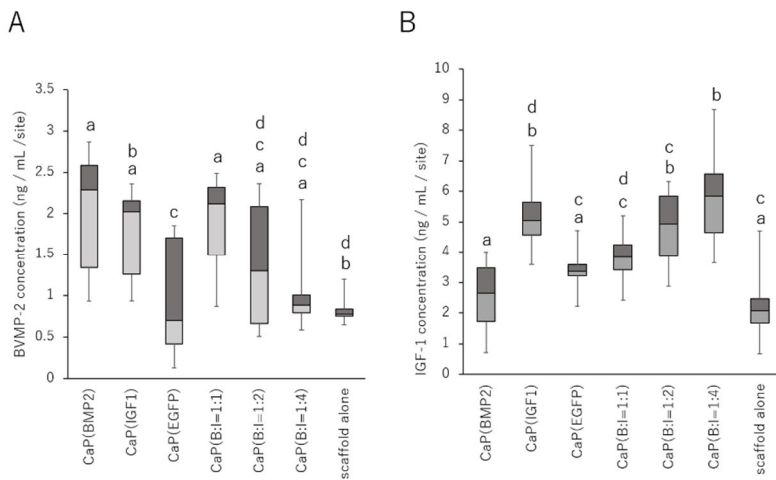 A
B
BVMP-2 concentration (ng / mL /site)
3.5
3
2.5
2
1.5
1
0.5
0
a
b
a
c
a
d
c
a
d
c
a
d
b
CaP(BMP2)
CaP(IGF1)
CaP(EGFP)
CaP(B:I=1:1)
CaP(B:I=1:2)
CaP(B:I=1:4)
scaffold alone
IGF-1 concentration (ng / mL / site)
10
9
8
7
6
5
4
3
2
1
0
a
d
b
c
a
d
c
c
b
b
c
a
CaP(BMP2)
CaP(IGF1)
CaP(EGFP)
CaP(B:I=1:1)
CaP(B:I=1:2)
CaP(B:I=1:4)
scaffold alone